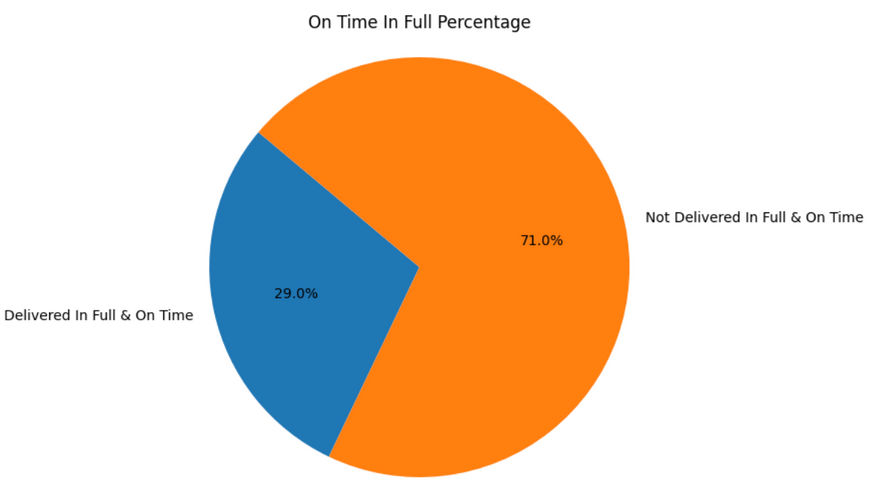 On Time In Full Percentage
Not Delivered In Full & On Time
71.0%
29.0%
Delivered In Full & On Time